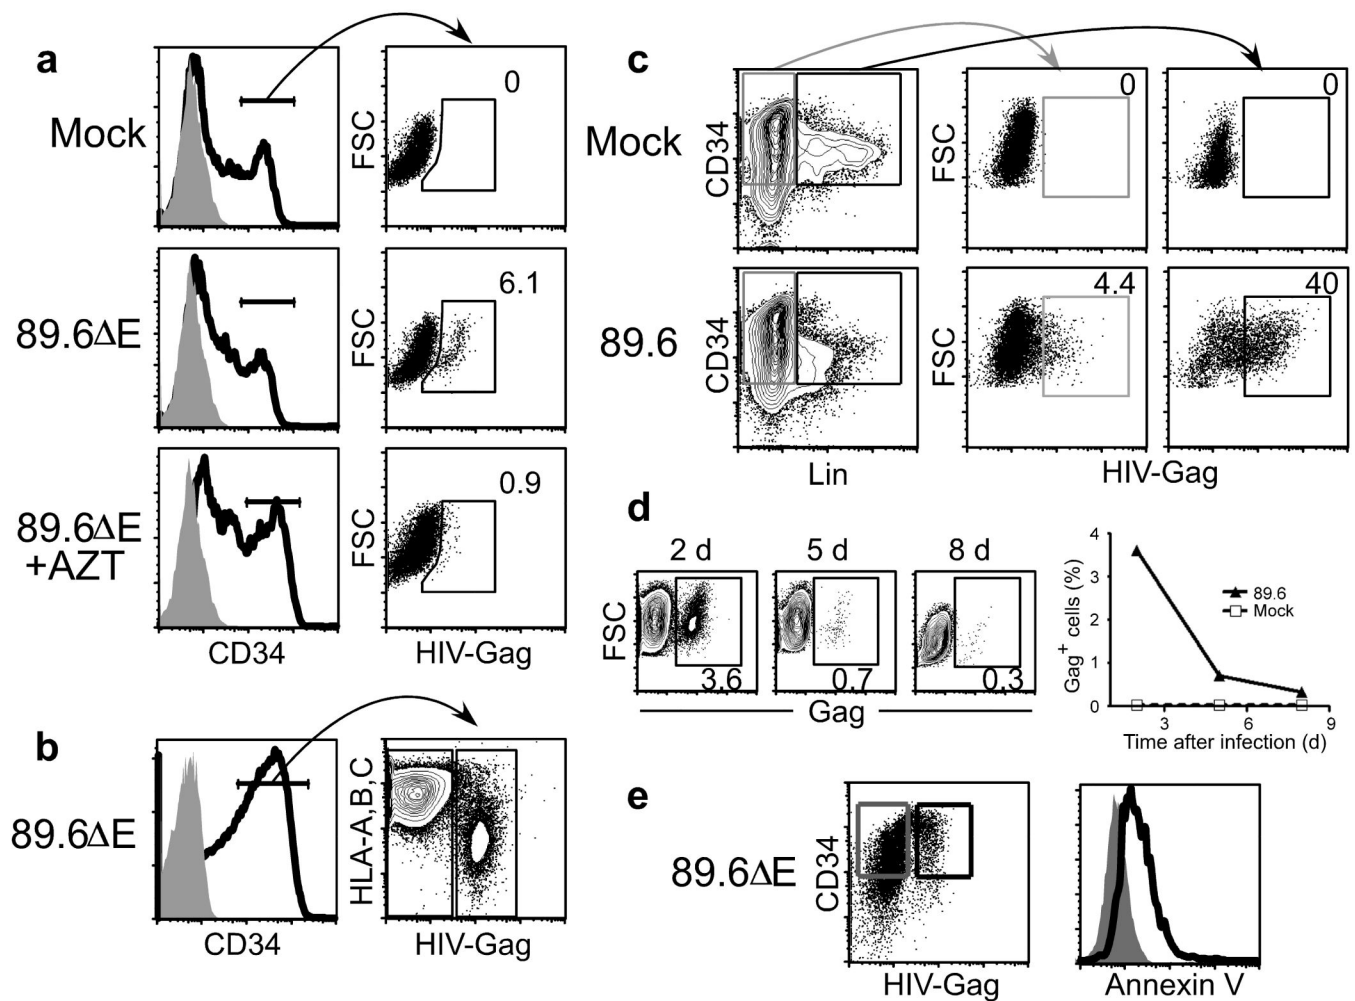 a
Mock
FSC
0
89.6ΔE
FSC
6.1
89.6ΔE
+AZT
FSC
0.9
CD34
HIV-Gag
b
89.6ΔE
HLA-A,B,C
CD34
HIV-Gag
c
Mock
CD34
FSC
0
0
89.6
CD34
FSC
4.4
40
Lin
HIV-Gag
d
2 d
5 d
8 d
FSC
3.6
0.7
0.3
Gag
Gag+ cells (%)
4
3
2
1
0
89.6
Mock
3
6
9
Time after infection (d)
e
89.6ΔE
CD34
HIV-Gag
Annexin V